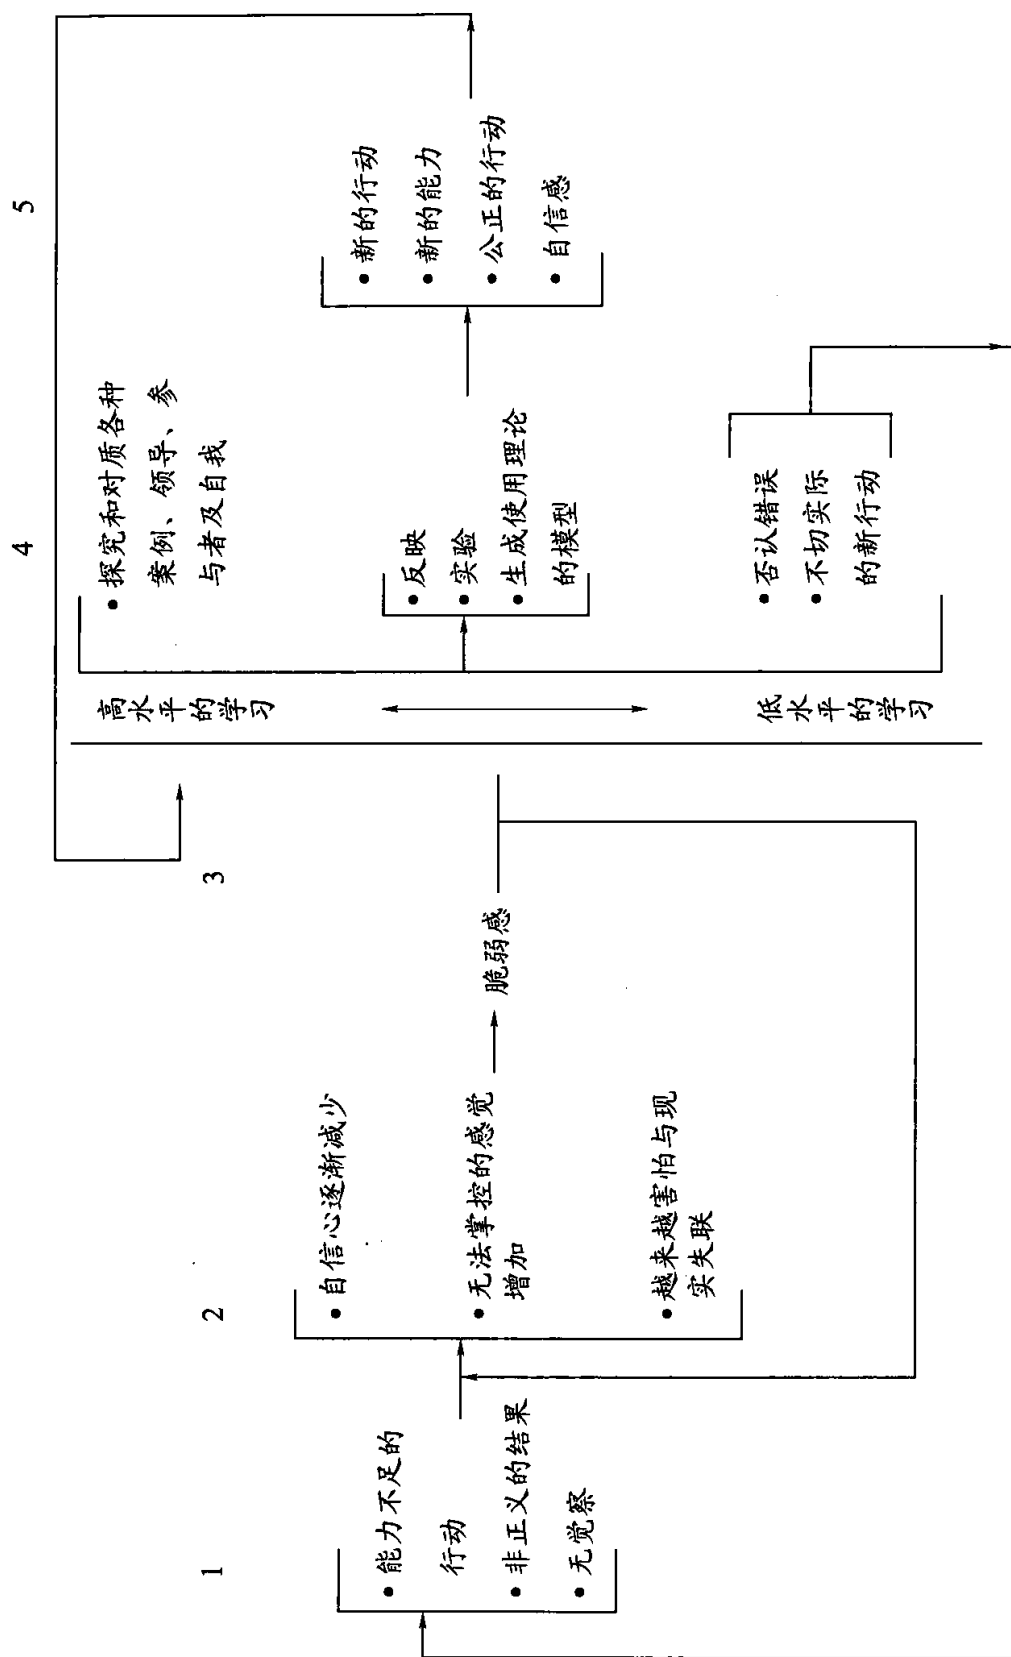 1
• 能力不足的
行动
• 非正义的结果
• 无觉察
2
• 自信心逐渐减少
• 无法掌控的感觉
增加
• 越来越害怕与现
实失联
脆弱感
3
高水平的学习
低水平的学习
4
• 探究和对质各种
案例、领导、参
与者及自我
• 反映
• 实验
• 生成使用理论
的模型
• 否认错误
• 不切实际
的新行动
5
• 新的行动
• 新的能力
• 公正的行动
• 自信感